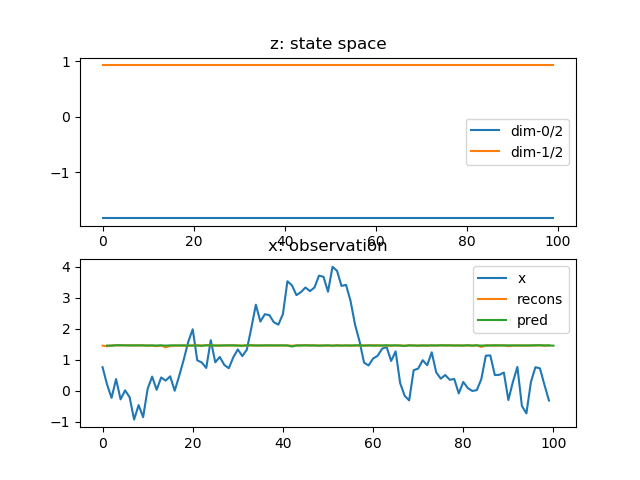 z: state space
1
0
−1
dim-0/2
dim-1/2
0 20 40 60 80 100
x: observation
4
3
2
1
0
−1
x
recons
pred
0 20 40 60 80 100